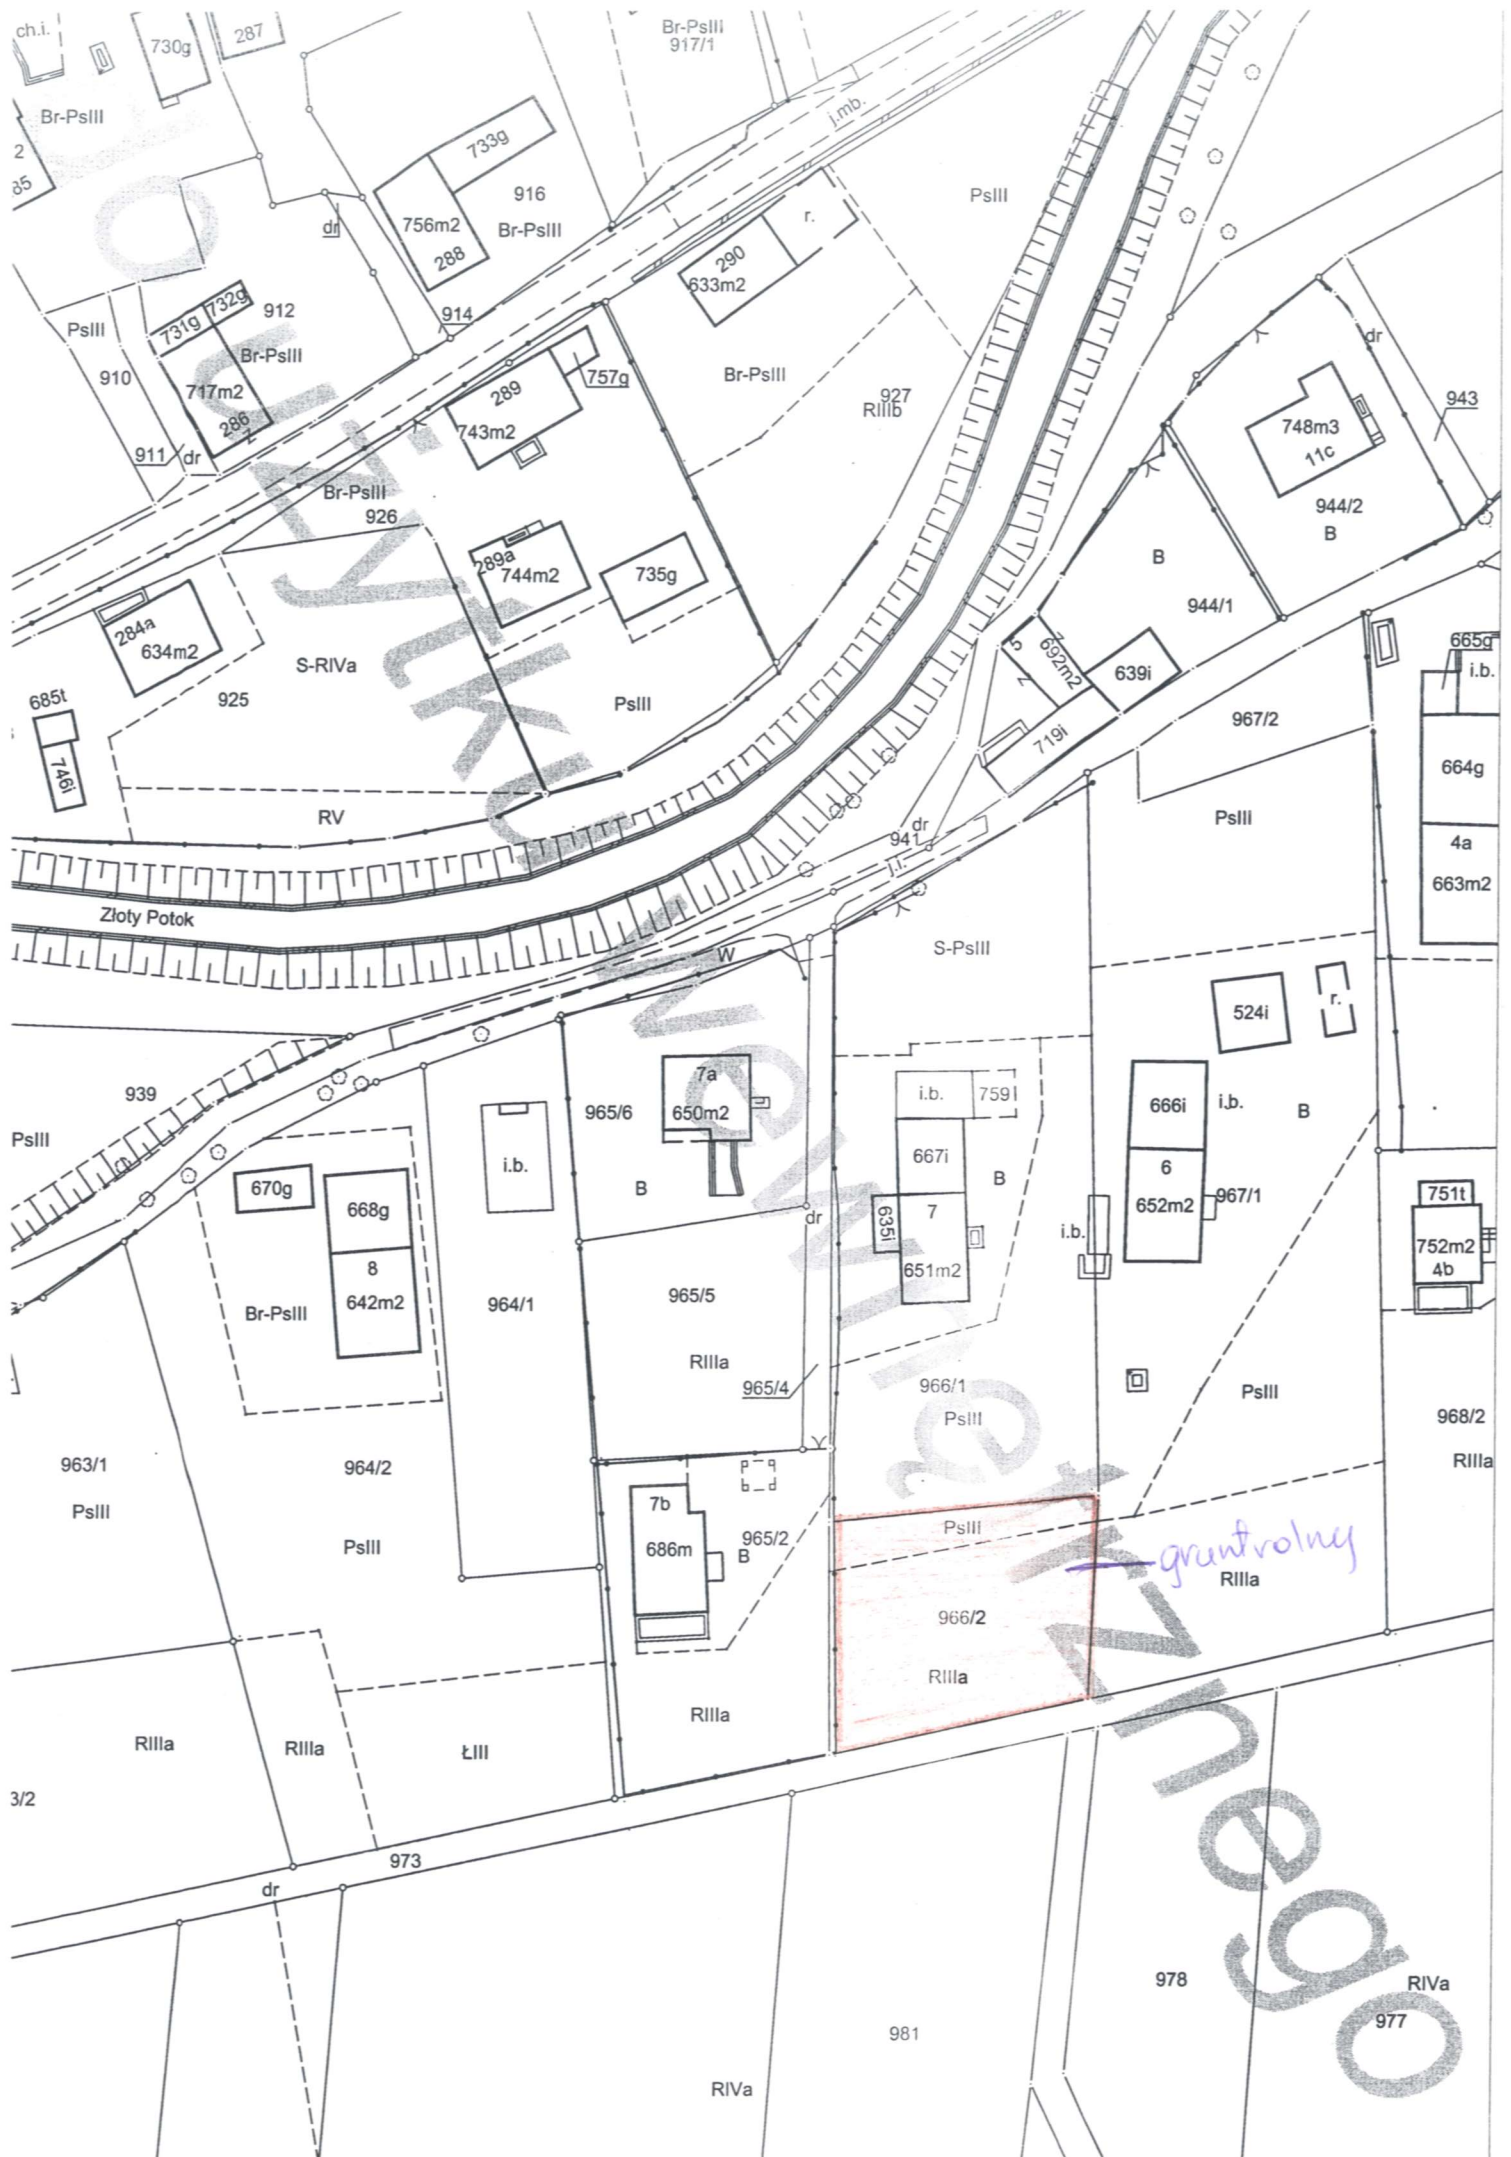 ch.i.
730g
287
Br-PsIII
917/1
Br-PsIII
2
85
733g
j.mb.
756m2
288
916
Br-PsIII
dr
r.
PsIII
290
633m2
731g
732g
912
PsIII
914
Br-PsIII
910
717m2
286
757g
289
743m2
Br-PsIII
927
RIIIb
dr
943
748m3
11c
911
dr
Br-PsIII
926
944/2
B
B
289a
744m2
735g
944/1
284a
634m2
S-RIVa
925
685t
746i
PsIII
5
7
692m2
639i
665g
i.b.
967/2
719i
664g
RV
PsIII
dr
941
j.l.
4a
663m2
Złoty Potok
W
S-PsIII
524i
r.
939
PsIII
7a
650m2
965/6
i.b.
759
i.b.
666i
i.b.
B
667i
B
670g
668g
B
dr
635i
7
651m2
i.b.
6
652m2
967/1
751t
752m2
4b
8
642m2
Br-PsIII
964/1
965/5
RIIIa
965/4
966/1
PsIII
PsIII
968/2
RIIIa
963/1
PsIII
964/2
PsIII
7b
686m
965/2
B
PsIII
gruntrolny
RIIIa
966/2
RIIIa
RIIIa
RIIIa
RIIIa
ŁIII
3/2
973
dr
978
RIVa
977
981
RIVa
Do użytku wewnętrznego